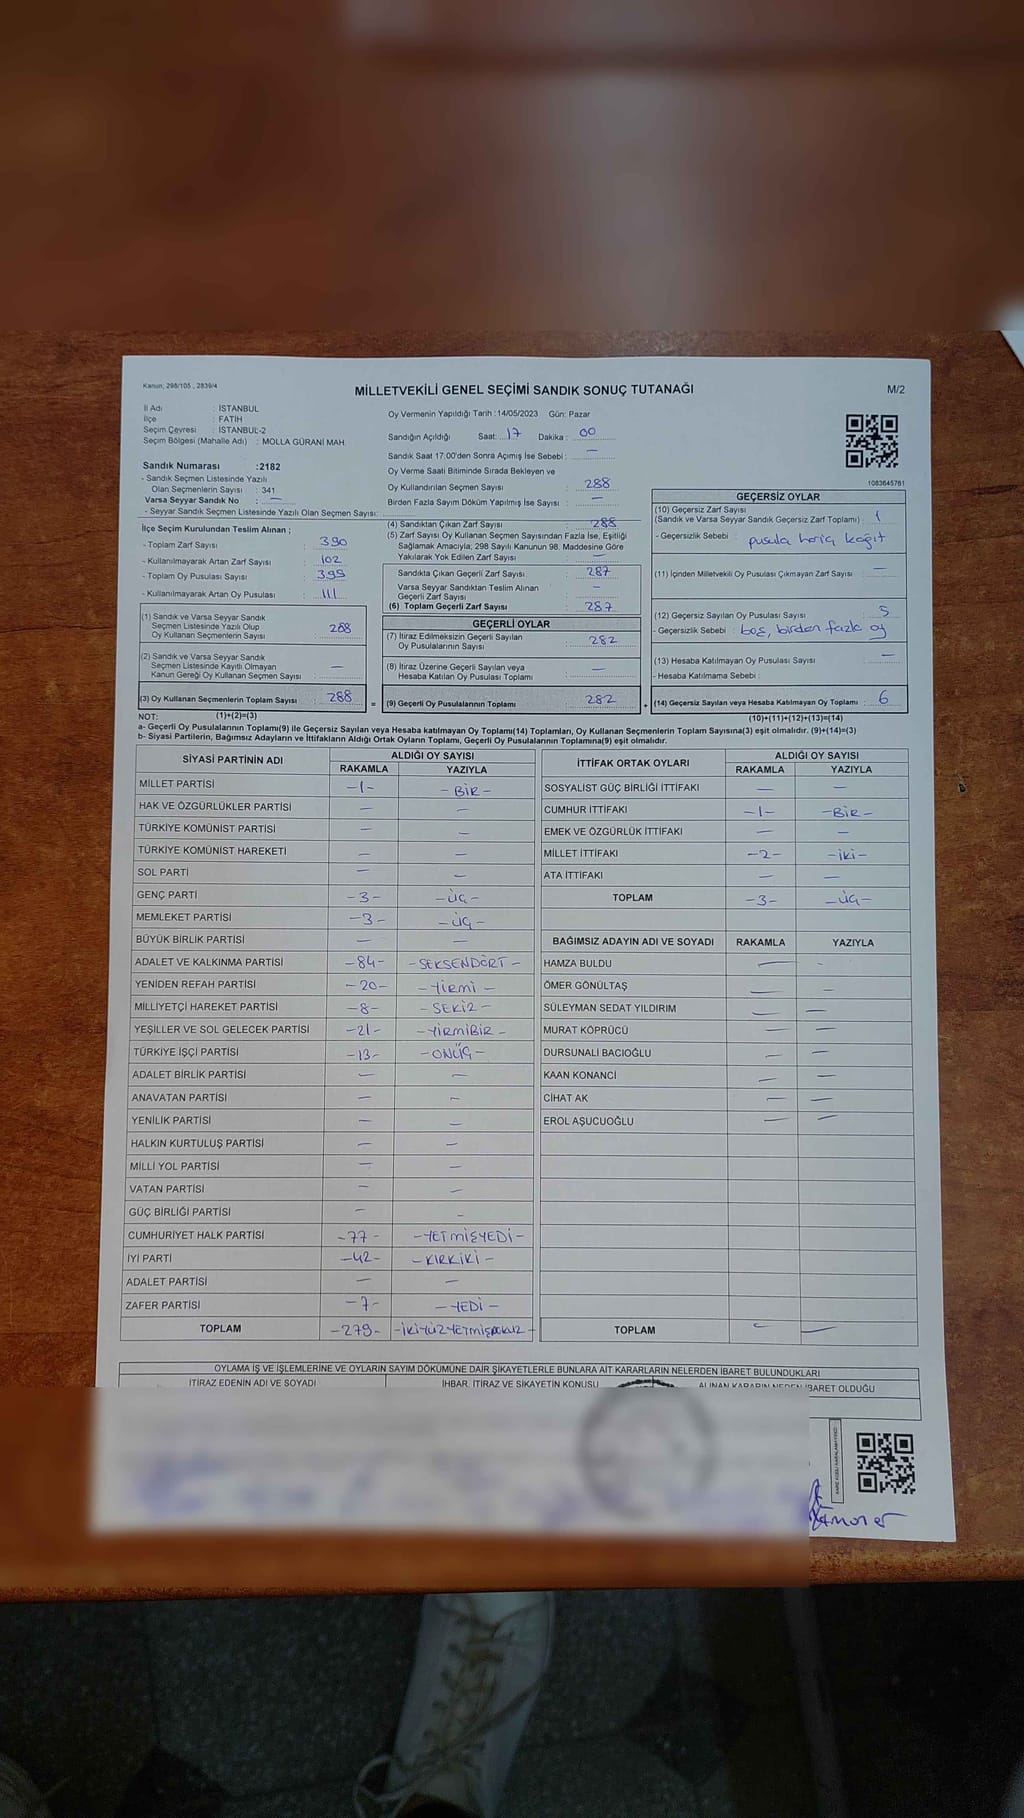 Kanun, 298/105 , 2839/4
MİLLETVEKİLİ GENEL SEÇİMİ SANDIK SONUÇ TUTANAĞI
M/2
İl Adı : İSTANBUL
İlçe : FATİH
Seçim Çevresi : İSTANBUL-2
Seçim Bölgesi (Mahalle Adı) : MOLLA GÜRANİ MAH.
Sandık Numarası :2182
- Sandık Seçmen Listesinde Yazılı
Olan Seçmenlerin Sayısı : 341
Varsa Seyyar Sandık No : —
- Seyyar Sandık Seçmen Listesinde Yazılı Olan Seçmen Sayısı:
Oy Vermenin Yapıldığı Tarih :14/05/2023 Gün: Pazar
Sandığın Açıldığı Saat: 17 Dakika : 00
Sandık Saat 17:00'den Sonra Açımış İse Sebebi : —
Oy Verme Saati Bitiminde Sırada Bekleyen ve
Oy Kullandırılan Seçmen Sayısı : 288
Birden Fazla Sayım Döküm Yapılmış İse Sayısı : —
1083645761
İlçe Seçim Kurulundan Teslim Alınan ;
- Toplam Zarf Sayısı : 390
- Kullanılmayarak Artan Zarf Sayısı : 102
- Toplam Oy Pusulası Sayısı : 399
- Kullanılmayarak Artan Oy Pusulası : 111
(1) Sandık ve Varsa Seyyar Sandık
Seçmen Listesinde Yazılı Olup
Oy Kullanan Seçmenlerin Sayısı : 288
(2) Sandık ve Varsa Seyyar Sandık
Seçmen Listesinde Kayıtlı Olmayan
Kanun Gereği Oy Kullanan Seçmen Sayısı : —
(3) Oy Kullanan Seçmenlerin Toplam Sayısı : 288
(4) Sandıktan Çıkan Zarf Sayısı : 288
(5) Zarf Sayısı Oy Kullanan Seçmen Sayısından Fazla İse, Eşitliği
Sağlamak Amacıyla; 298 Sayılı Kanunun 98. Maddesine Göre
Yakılarak Yok Edilen Zarf Sayısı : —
Sandıkta Çıkan Geçerli Zarf Sayısı : 287
Varsa Seyyar Sandıktan Teslim Alınan
Geçerli Zarf Sayısı : —
(6) Toplam Geçerli Zarf Sayısı : 287
GEÇERLİ OYLAR
(7) İtiraz Edilmeksizin Geçerli Sayılan
Oy Pusulalarının Sayısı : 282
(8) İtiraz Üzerine Geçerli Sayılan veya
Hesaba Katılan Oy Pusulası Toplamı : —
= (9) Geçerli Oy Pusulalarının Toplamı : 282
GEÇERSİZ OYLAR
(10) Geçersiz Zarf Sayısı
(Sandık ve Varsa Seyyar Sandık Geçersiz Zarf Toplamı) : 1
- Geçersizlik Sebebi : pusula hariç kağıt
(11) İçinden Milletvekili Oy Pusulası Çıkmayan Zarf Sayısı : —
(12) Geçersiz Sayılan Oy Pusulası Sayısı : 5
- Geçersizlik Sebebi : boş, birden fazla oy
(13) Hesaba Katılmayan Oy Pusulası Sayısı : —
- Hesaba Katılmama Sebebi :
+ (14) Geçersiz Sayılan veya Hesaba Katılmayan Oy Toplamı : 6
NOT: (1)+(2)=(3)
(10)+(11)+(12)+(13)=(14)
a- Geçerli Oy Pusulalarının Toplamı(9) ile Geçersiz Sayılan veya Hesaba katılmayan Oy Toplamı(14) Toplamları, Oy Kullanan Seçmenlerin Toplam Sayısına(3) eşit olmalıdır. (9)+(14)=(3)
b- Siyasi Partilerin, Bağımsız Adayların ve İttifakların Aldığı Ortak Oyların Toplamı, Geçerli Oy Pusulalarının Toplamına(9) eşit olmalıdır.
SİYASİ PARTİNİN ADI ALDIĞI OY SAYISI
RAKAMLA YAZIYLA
MİLLET PARTİSİ -1- -BİR-
HAK VE ÖZGÜRLÜKLER PARTİSİ — —
TÜRKİYE KOMÜNİST PARTİSİ — —
TÜRKİYE KOMÜNİST HAREKETİ — —
SOL PARTİ — —
GENÇ PARTİ -3- -ÜÇ-
MEMLEKET PARTİSİ -3- -ÜÇ-
BÜYÜK BİRLİK PARTİSİ — —
ADALET VE KALKINMA PARTİSİ -84- -SEKSENDÖRT-
YENİDEN REFAH PARTİSİ -20- -YİRMİ-
MİLLİYETÇİ HAREKET PARTİSİ -8- -SEKİZ-
YEŞİLLER VE SOL GELECEK PARTİSİ -21- -YİRMİBİR-
TÜRKİYE İŞÇİ PARTİSİ -13- -ONÜÇ-
ADALET BİRLİK PARTİSİ — —
ANAVATAN PARTİSİ — —
YENİLİK PARTİSİ — —
HALKIN KURTULUŞ PARTİSİ — —
MİLLİ YOL PARTİSİ — —
VATAN PARTİSİ — —
GÜÇ BİRLİĞİ PARTİSİ — —
CUMHURİYET HALK PARTİSİ -77- -YETMİŞYEDİ-
İYİ PARTİ -42- -KIRKİKİ-
ADALET PARTİSİ — —
ZAFER PARTİSİ -7- -YEDİ-
TOPLAM -279- -İKİYÜZYETMİŞDOKUZ-
İTTİFAK ORTAK OYLARI ALDIĞI OY SAYISI
RAKAMLA YAZIYLA
SOSYALİST GÜÇ BİRLİĞİ İTTİFAKI — —
CUMHUR İTTİFAKI -1- -BİR-
EMEK VE ÖZGÜRLÜK İTTİFAKI — —
MİLLET İTTİFAKI -2- -İKİ-
ATA İTTİFAKI — —
TOPLAM -3- -ÜÇ-
BAĞIMSIZ ADAYIN ADI VE SOYADI RAKAMLA YAZIYLA
HAMZA BULDU — —
ÖMER GÖNÜLTAŞ — —
SÜLEYMAN SEDAT YILDIRIM — —
MURAT KÖPRÜCÜ — —
DURSUNALİ BACIOĞLU — —
KAAN KONANCİ — —
CİHAT AK — —
EROL AŞUCUOĞLU — —
TOPLAM — —
OYLAMA İŞ VE İŞLEMLERİNE VE OYLARIN SAYIM DÖKÜMÜNE DAİR ŞİKAYETLERLE BUNLARA AİT KARARLARIN NELERDEN İBARET BULUNDUKLARI
İTİRAZ EDENİN ADI VE SOYADI İHBAR, İTİRAZ VE ŞİKAYETİN KONUSU ALINAN KARARIN NEDEN İBARET OLDUĞU